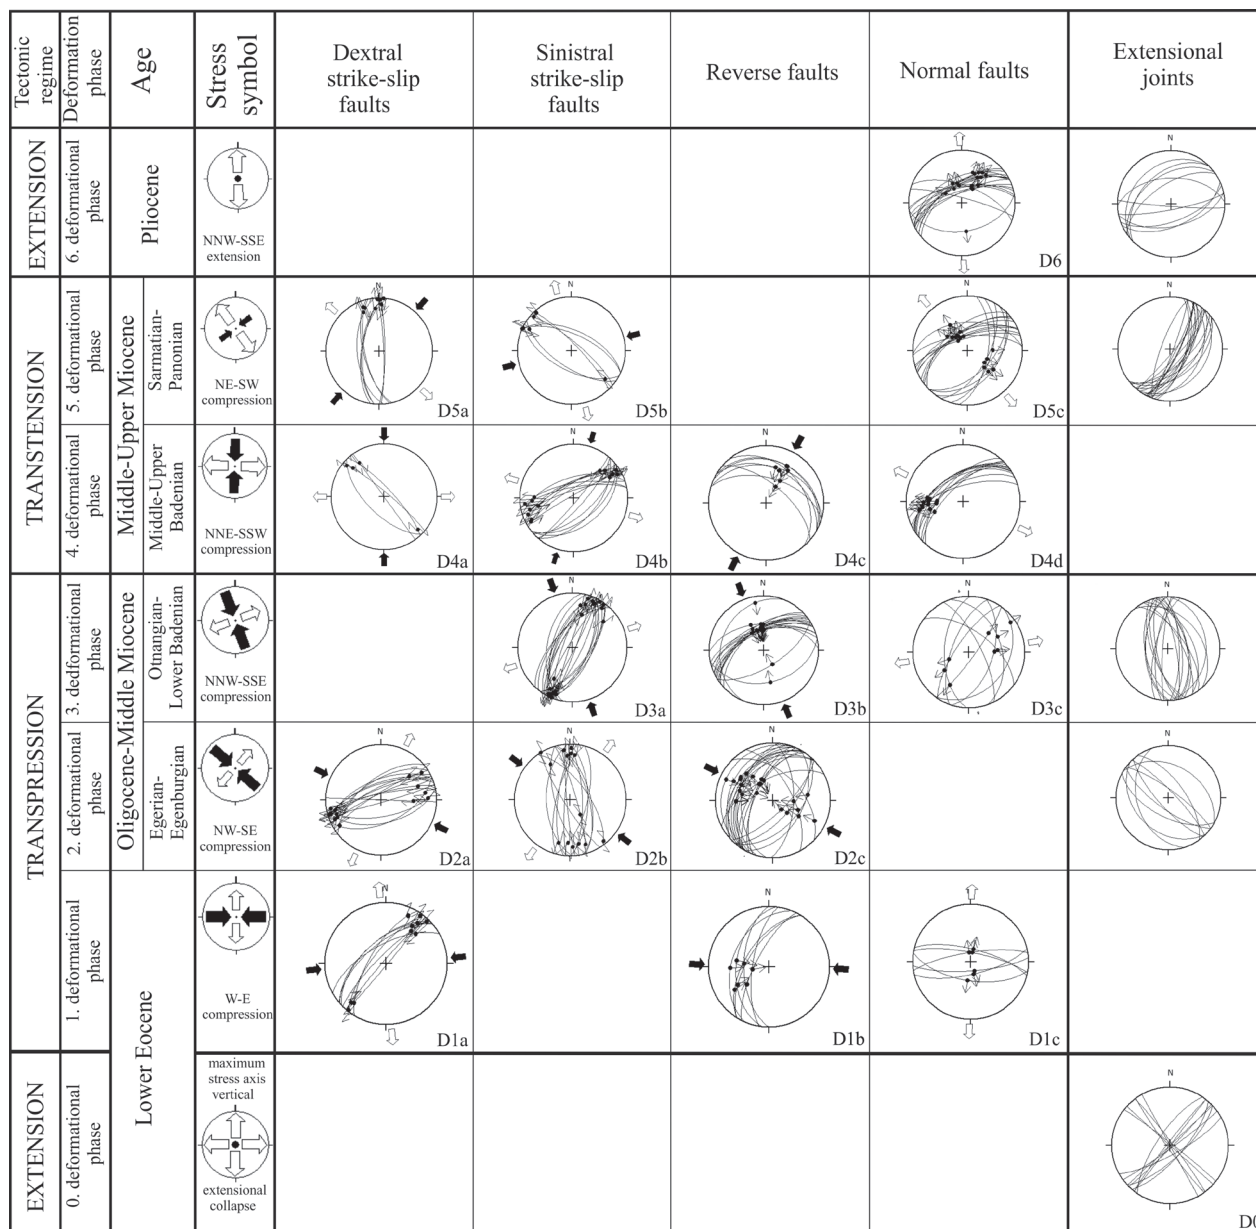 Tectonic
regime
Deformation
phase
Age
Stress
symbol
Dextral
strike-slip
faults
Sinistral
strike-slip
faults
Reverse faults
Normal faults
Extensional
joints
EXTENSION
6. deformational
phase
Pliocene
NNW-SSE
extension
N
D6
N
TRANSTENSION
5. deformational
phase
Middle-Upper Miocene
Sarmatian-
Panonian
NE-SW
compression
N
D5a
N
D5b
N
D5c
N
4. deformational
phase
Middle-Upper
Badenian
NNE-SSW
compression
N
D4a
N
D4b
N
D4c
N
D4d
TRANSPRESSION
3. dedformational
phase
Oligocene-Middle Miocene
Otnangian-
Lower Badenian
NNW-SSE
compression
N
D3a
N
D3b
D3c
N
2. deformational
phase
Egerian-
Egenburgian
NW-SE
compression
N
D2a
N
D2b
N
D2c
N
1. deformational
phase
Lower Eocene
W-E
compression
N
D1a
N
D1b
N
D1c
EXTENSION
0. deformational
phase
maximum
stress axis
vertical
extensional
collapse
N